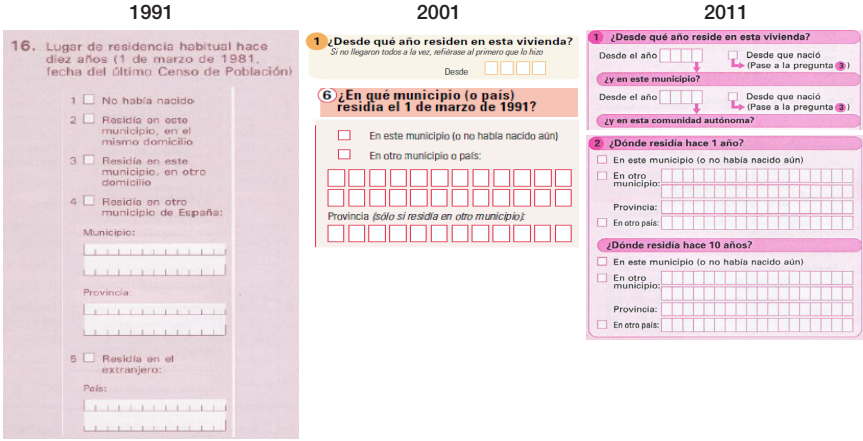 1991
16. Lugar de residencia habitual hace
diez años (1 de marzo de 1981,
fecha del último Censo de Población)
1 No había nacido
2 Residía en este
municipio, en el
mismo domicilio
3 Residía en este
municipio, en otro
domicilio
4 Residía en otro
municipio de España:
Municipio:
Provincia:
5 Residía en el
extranjero:
País:
2001
1 ¿Desde qué año residen en esta vivienda?
Si no llegaron todos a la vez, refiérase al primero que lo hizo
Desde
6 ¿En qué municipio (o país)
residía el 1 de marzo de 1991?
En este municipio (o no había nacido aún)
En otro municipio o país:
Provincia (sólo si residía en otro municipio):
2011
1 ¿Desde qué año reside en esta vivienda?
Desde el año Desde que nació
(Pase a la pregunta 3)
¿y en este municipio?
Desde el año Desde que nació
(Pase a la pregunta 3)
¿y en esta comunidad autónoma?
2 ¿Dónde residía hace 1 año?
En este municipio (o no había nacido aún)
En otro
municipio:
Provincia:
En otro país:
¿Dónde residía hace 10 años?
En este municipio (o no había nacido aún)
En otro
municipio:
Provincia:
En otro país: